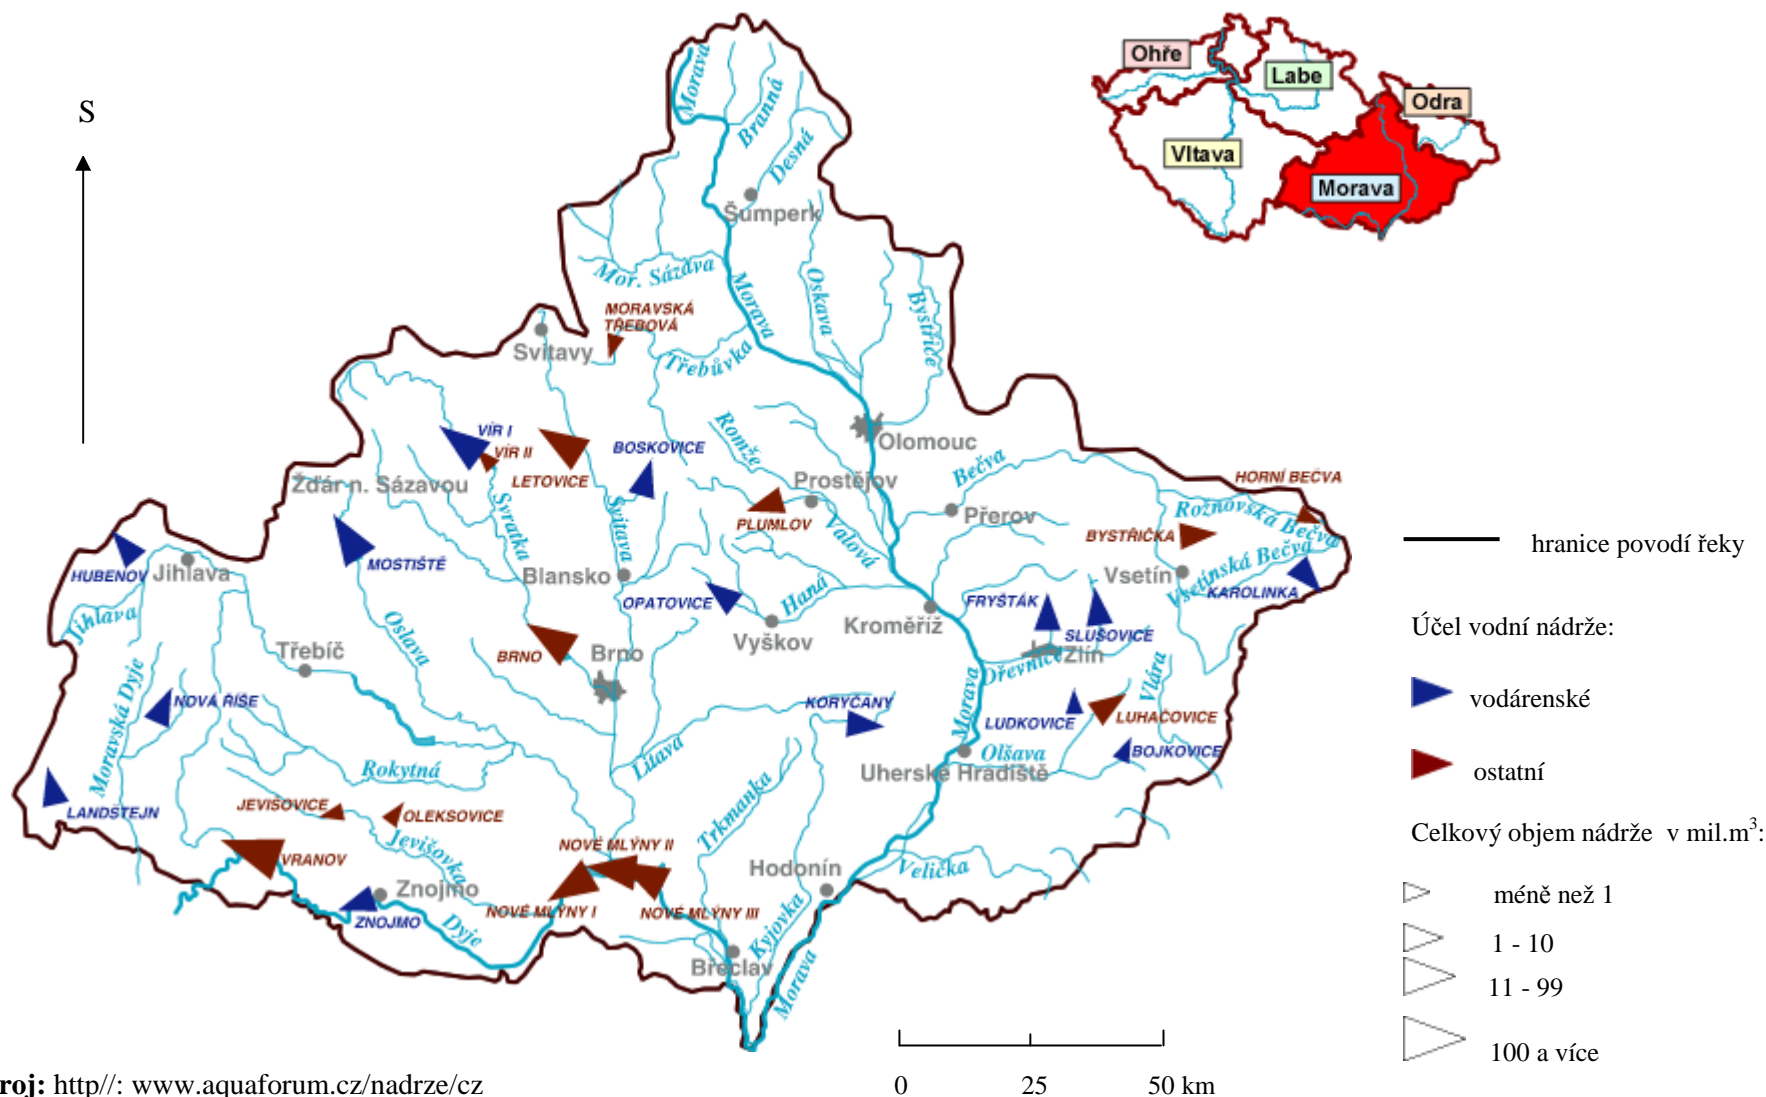 Ohře
Labe
Odra
Vltava
Morava
S
Morava
Branná
Desná
Šumperk
Mor. Sázava
Morava
Oskava
Bystřice
MORAVSKÁ
TŘEBOVÁ
Svitavy
Třebůvka
VÍR I
VÍR II
LETOVICE
BOSKOVICE
Romže
Olomouc
Bečva
HORNÍ BEČVA
Žďár n. Sázavou
Prostějov
PLUMLOV
Přerov
Rožnovská Bečva
BYSTŘIČKA
Svratka
Svitava
Valová
MOSTIŠTĚ
HUBENOV
Jihlava
Blansko
Vsetín
Vsetínská Bečva
KAROLINKA
OPATOVICE
Haná
FRYŠTÁK
Jihlava
Oslava
Vyškov
Kroměříž
SLUŠOVICE
Třebíč
BRNO
Brno
Dřevnice
Zlín
Vlára
Moravská Dyje
NOVÁ ŘÍŠE
KORYČANY
Morava
LUDKOVICE
LUHAČOVICE
Olšava
BOJKOVICE
Rokytná
Litava
Uherské Hradiště
LANDŠTEJN
JEVIŠOVICE
OLEKSOVICE
Jevišovka
Trkmanka
NOVÉ MLÝNY II
VRANOV
Hodonín
Velička
Znojmo
NOVÉ MLÝNY I
NOVÉ MLÝNY III
ZNOJMO
Dyje
Kyjovka
Břeclav
Morava
hranice povodí řeky
Účel vodní nádrže:
vodárenské
ostatní
Celkový objem nádrže v mil.m³:
méně než 1
1 - 10
11 - 99
100 a více
0 25 50 km
roj: http//: www.aquaforum.cz/nadrze/cz